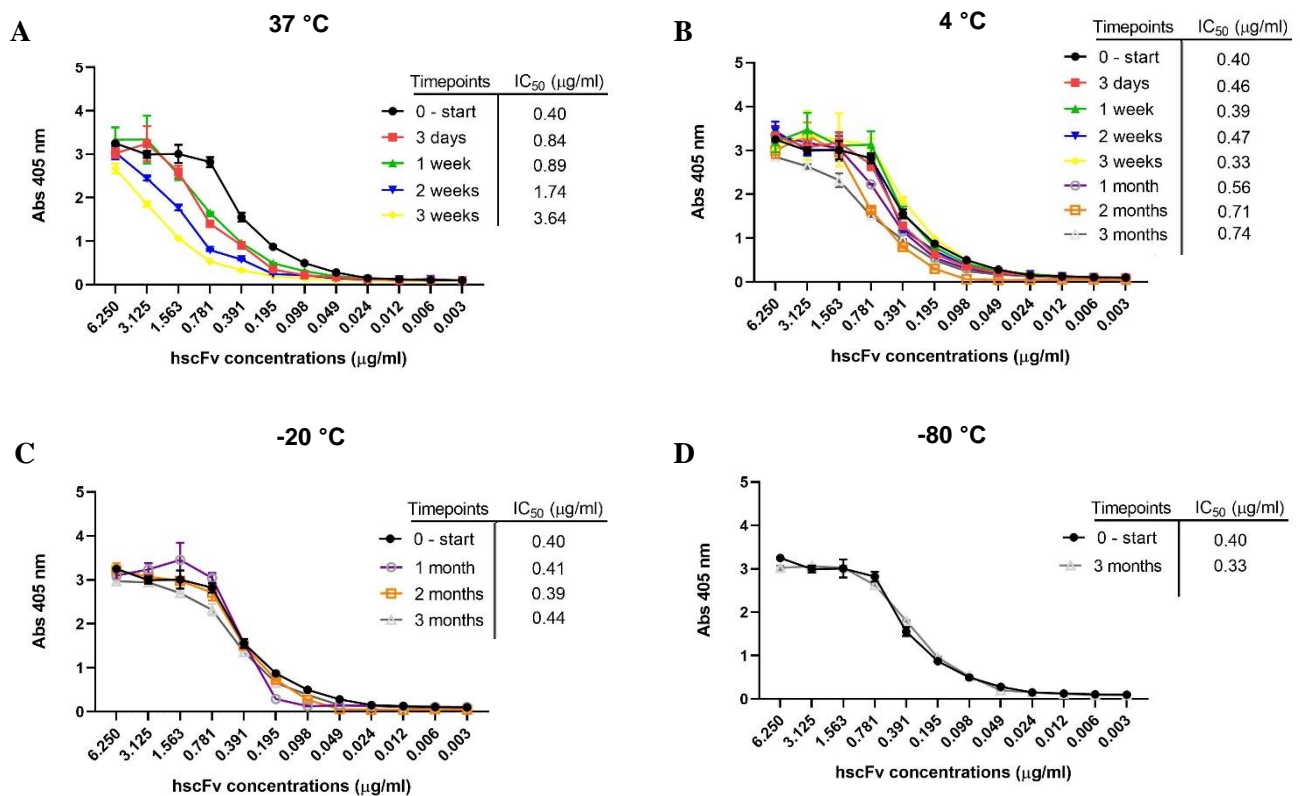 A
37 °C
Timepoints IC50 (μg/ml)
0 - start 0.40
3 days 0.84
1 week 0.89
2 weeks 1.74
3 weeks 3.64
Abs 405 nm
5
4
3
2
1
0
6.250 3.125 1.563 0.781 0.391 0.195 0.098 0.049 0.024 0.012 0.006 0.003
hscFv concentrations (μg/ml)
B
4 °C
Timepoints IC50 (μg/ml)
0 - start 0.40
3 days 0.46
1 week 0.39
2 weeks 0.47
3 weeks 0.33
1 month 0.56
2 months 0.71
3 months 0.74
Abs 405 nm
5
4
3
2
1
0
6.250 3.125 1.563 0.781 0.391 0.195 0.098 0.049 0.024 0.012 0.006 0.003
hscFv concentrations (μg/ml)
C
-20 °C
Timepoints IC50 (μg/ml)
0 - start 0.40
1 month 0.41
2 months 0.39
3 months 0.44
Abs 405 nm
5
4
3
2
1
0
6.250 3.125 1.563 0.781 0.391 0.195 0.098 0.049 0.024 0.012 0.006 0.003
hscFv concentrations (μg/ml)
D
-80 °C
Timepoints IC50 (μg/ml)
0 - start 0.40
3 months 0.33
Abs 405 nm
5
4
3
2
1
0
6.250 3.125 1.563 0.781 0.391 0.195 0.098 0.049 0.024 0.012 0.006 0.003
hscFv concentrations (μg/ml)